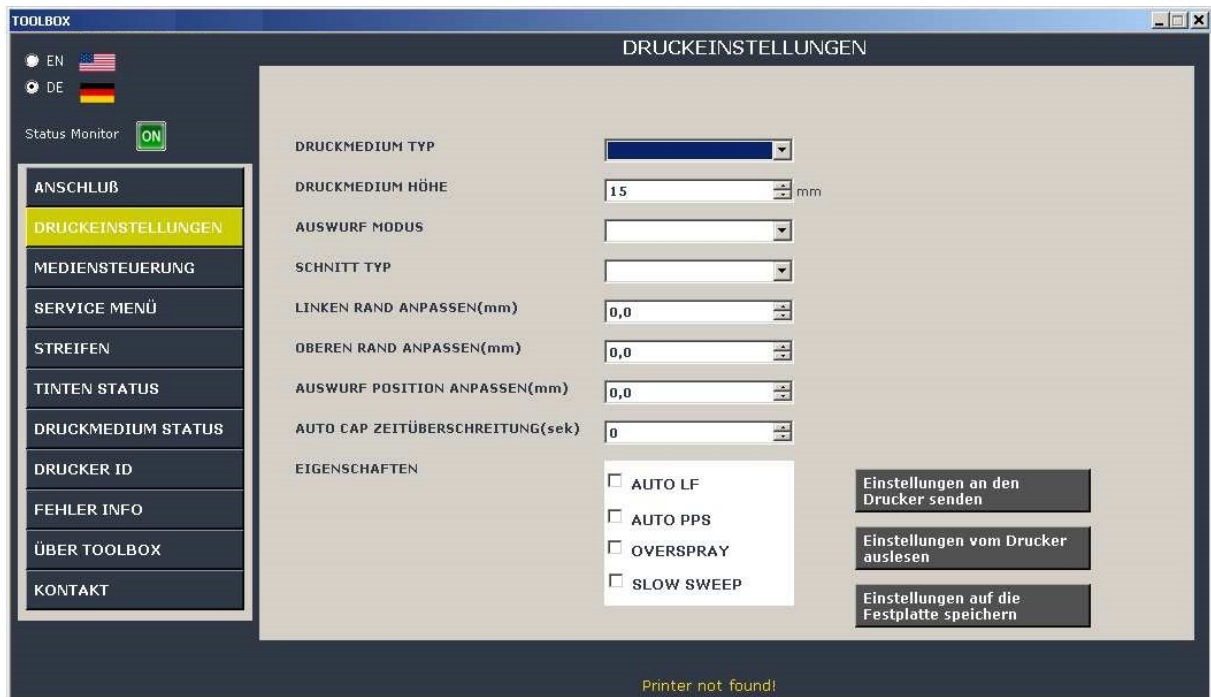 TOOLBOX
DRUCKEINSTELLUNGEN
EN
DE
Status Monitor ON
ANSCHLUß
DRUCKEINSTELLUNGEN
MEDIENSTEUERUNG
SERVICE MENÜ
STREIFEN
TINTEN STATUS
DRUCKMEDIUM STATUS
DRUCKER ID
FEHLER INFO
ÜBER TOOLBOX
KONTAKT
DRUCKMEDIUM TYP
DRUCKMEDIUM HÖHE 15 mm
AUSWURF MODUS
SCHNITT TYP
LINKEN RAND ANPASSEN(mm) 0,0
OBEREN RAND ANPASSEN(mm) 0,0
AUSWURF POSITION ANPASSEN(mm) 0,0
AUTO CAP ZEITÜBERSCHREITUNG(sek) 0
EIGENSCHAFTEN
AUTO LF
AUTO PPS
OVERSPRAY
SLOW SWEEP
Einstellungen an den
Drucker senden
Einstellungen vom Drucker
auslesen
Einstellungen auf die
Festplatte speichern
Printer not found!